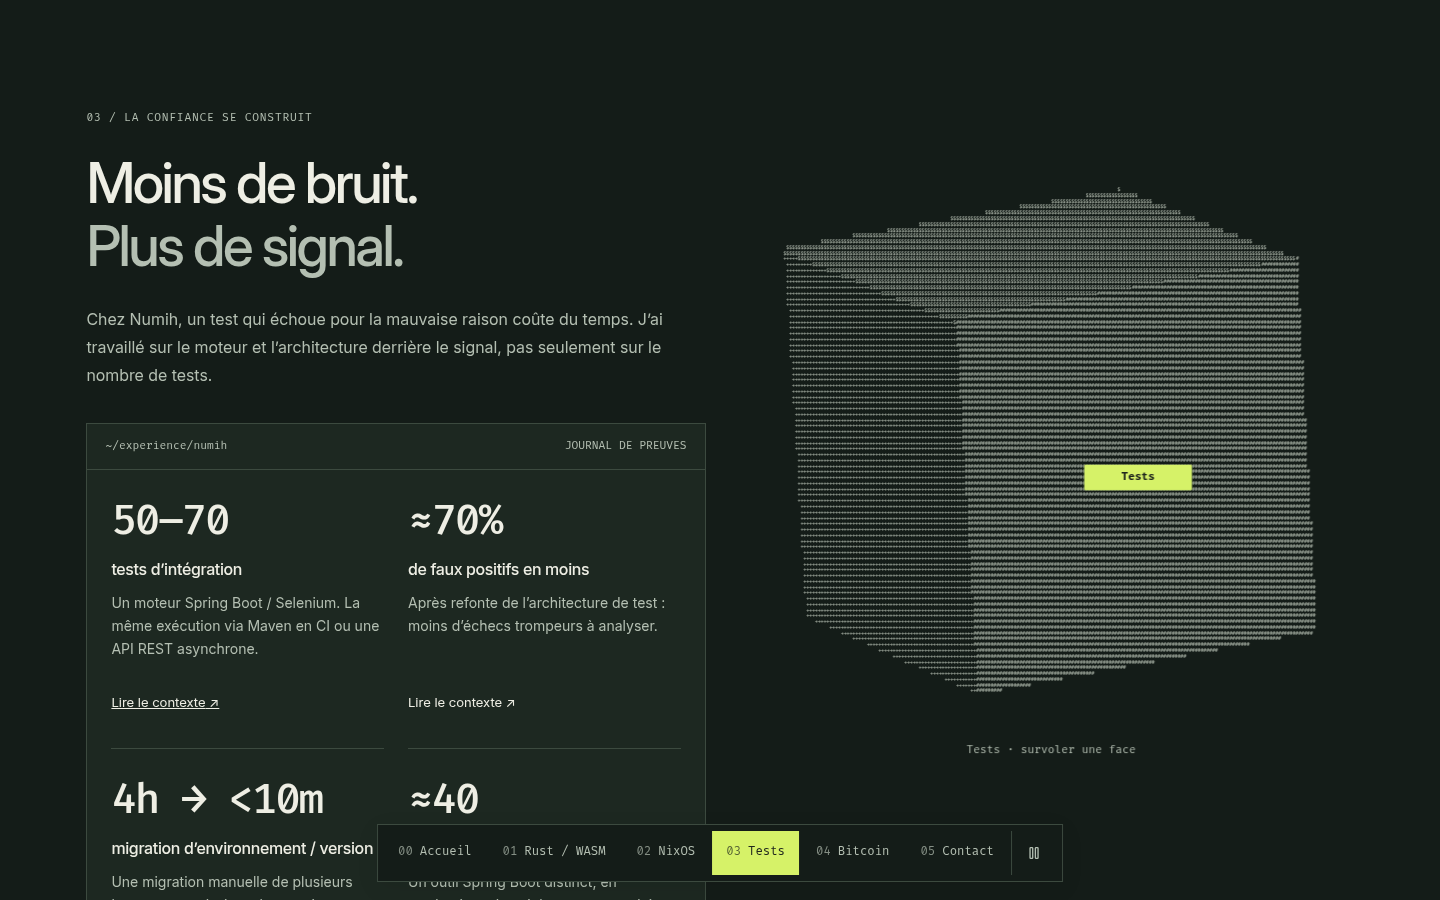 03 / LA CONFIANCE SE CONSTRUIT
Moins de bruit.
Plus de signal.
Chez Numih, un test qui échoue pour la mauvaise raison coûte du temps. J’ai
travaillé sur le moteur et l’architecture derrière le signal, pas seulement sur le
nombre de tests.
~/experience/numih
JOURNAL DE PREUVES
50–70
tests d’intégration
Un moteur Spring Boot / Selenium. La
même exécution via Maven en CI ou une
API REST asynchrone.
Lire le contexte ↗
≈70%
de faux positifs en moins
Après refonte de l’architecture de test :
moins d’échecs trompeurs à analyser.
Lire le contexte ↗
4h → <10m
migration d’environnement / version
Une migration manuelle de plusieurs
≈40
Un outil Spring Boot distinct, en
Tests
Tests · survoler une face
00 Accueil
01 Rust / WASM
02 NixOS
03 Tests
04 Bitcoin
05 Contact